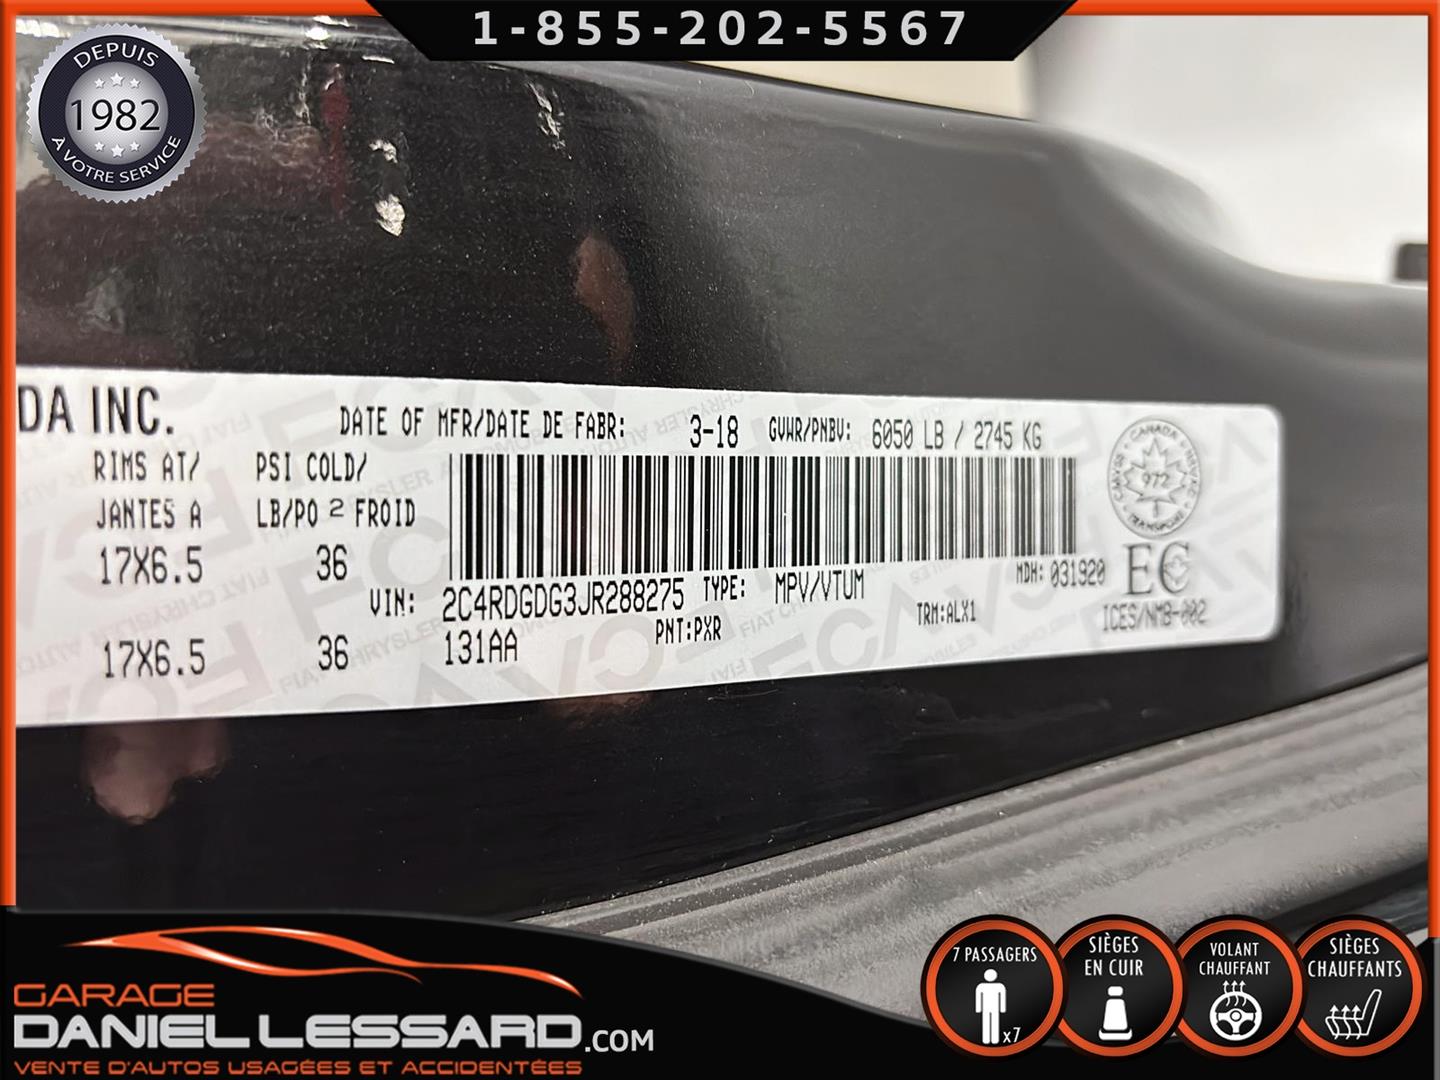 1-855-202-5567
DEPUIS
1982
À VOTRE SERVICE
DA INC.
DATE OF MFR/DATE DE FABR: 3-18 GVWR/PNBV: 6050 LB / 2745 KG
RIMS AT/ PSI COLD/
JANTES A LB/PO 2 FROID
17X6.5 36
VIN: 2C4RDGDG3JR288275 TYPE: MPV/VTUM MDH: 031920
17X6.5 36 131AA PNT:PXR TRM:ALX1
CANADA
972
TRANSPORT
EC
ICES/NMB-002
7 PASSAGERS
x7
SIÈGES
EN CUIR
VOLANT
CHAUFFANT
SIÈGES
CHAUFFANTS
GARAGE
DANIEL LESSARD.COM
VENTE D'AUTOS USAGÉES ET ACCIDENTÉES